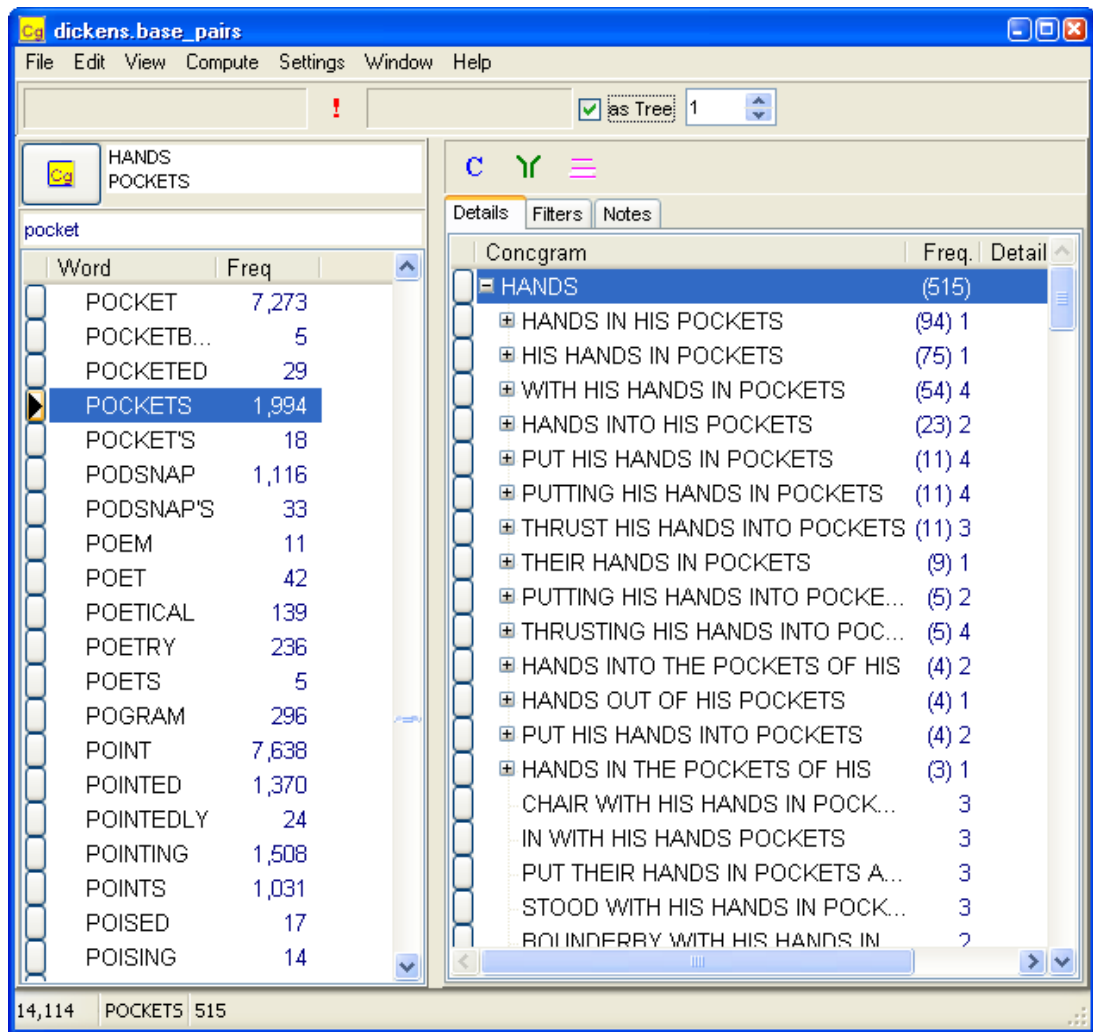 Cg dickens.base_pairs
File Edit View Compute Settings Window Help
! as Tree 1
Cg HANDS
POCKETS
pocket
Word Freq
POCKET 7,273
POCKETB... 5
POCKETED 29
POCKETS 1,994
POCKET'S 18
PODSNAP 1,116
PODSNAP'S 33
POEM 11
POET 42
POETICAL 139
POETRY 236
POETS 5
POGRAM 296
POINT 7,638
POINTED 1,370
POINTEDLY 24
POINTING 1,508
POINTS 1,031
POISED 17
POISING 14
C
Details Filters Notes
Concgram Freq. Detail
HANDS (515)
HANDS IN HIS POCKETS (94) 1
HIS HANDS IN POCKETS (75) 1
WITH HIS HANDS IN POCKETS (54) 4
HANDS INTO HIS POCKETS (23) 2
PUT HIS HANDS IN POCKETS (11) 4
PUTTING HIS HANDS IN POCKETS (11) 4
THRUST HIS HANDS INTO POCKETS (11) 3
THEIR HANDS IN POCKETS (9) 1
PUTTING HIS HANDS INTO POCKE... (5) 2
THRUSTING HIS HANDS INTO POC... (5) 4
HANDS INTO THE POCKETS OF HIS (4) 2
HANDS OUT OF HIS POCKETS (4) 1
PUT HIS HANDS INTO POCKETS (4) 2
HANDS IN THE POCKETS OF HIS (3) 1
CHAIR WITH HIS HANDS IN POCK... 3
IN WITH HIS HANDS POCKETS 3
PUT THEIR HANDS IN POCKETS A... 3
STOOD WITH HIS HANDS IN POCK... 3
BOUNDERBY WITH HIS HANDS IN 2
14,114 POCKETS 515